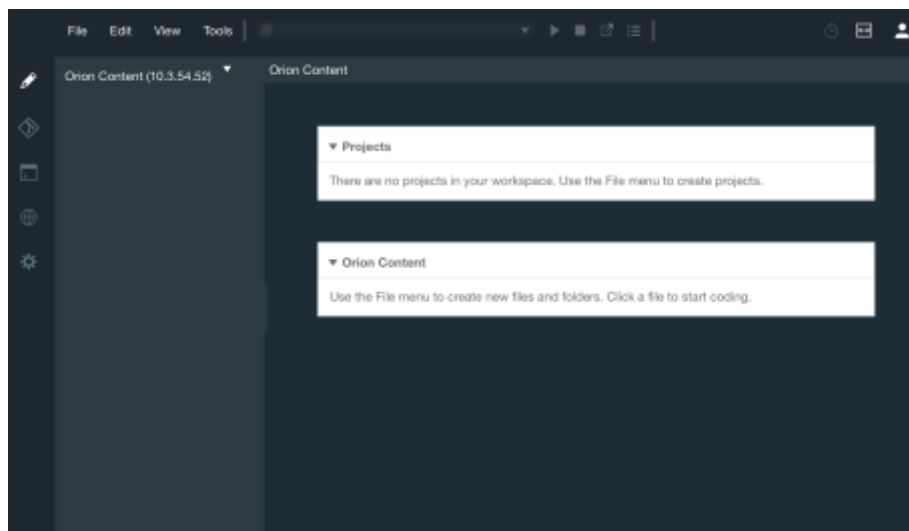 File Edit View Tools
Orion Content (10.3.54.52)
Orion Content
Projects
There are no projects in your workspace. Use the File menu to create projects.
Orion Content
Use the File menu to create new files and folders. Click a file to start coding.